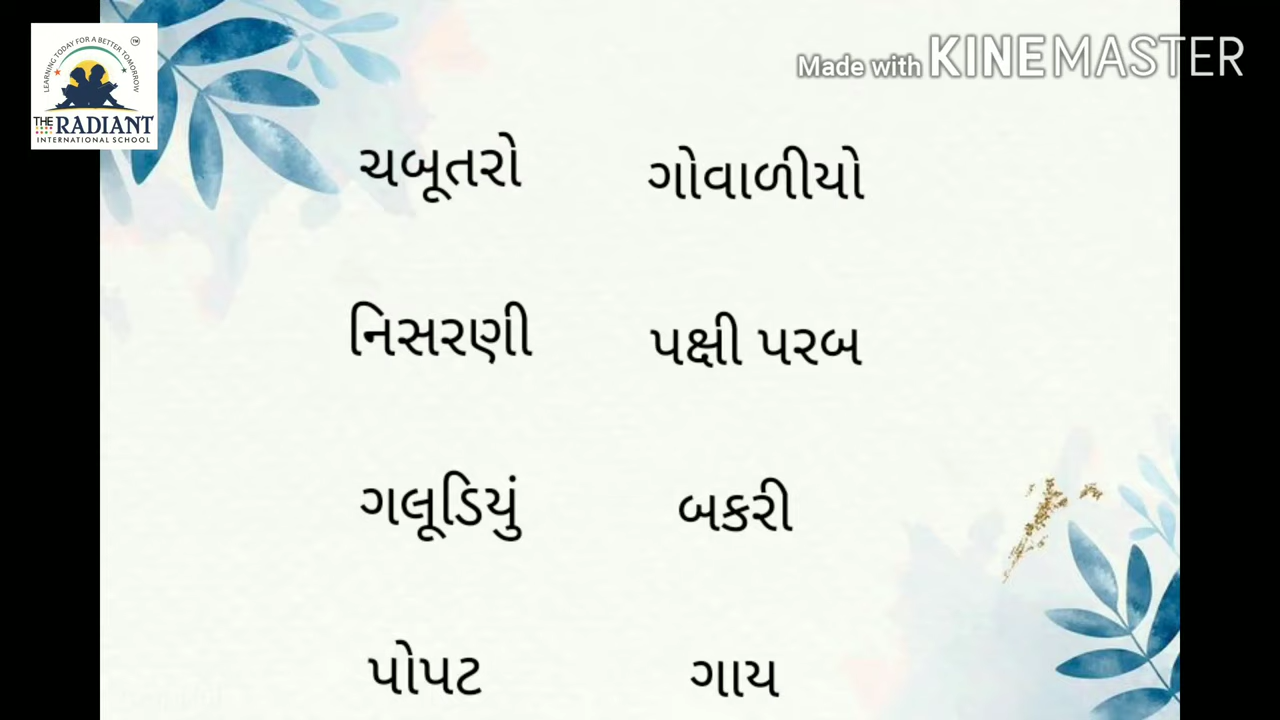 LEARNING TODAY FOR A BETTER TOMORROW
TM
THE RADIANT
INTERNATIONAL SCHOOL
Made with KINEMASTER
ચબૂતરો ગોવાળીયો
નિસરણી પક્ષી પરબ
ગલૂડિયું બકરી
પોપટ ગાય